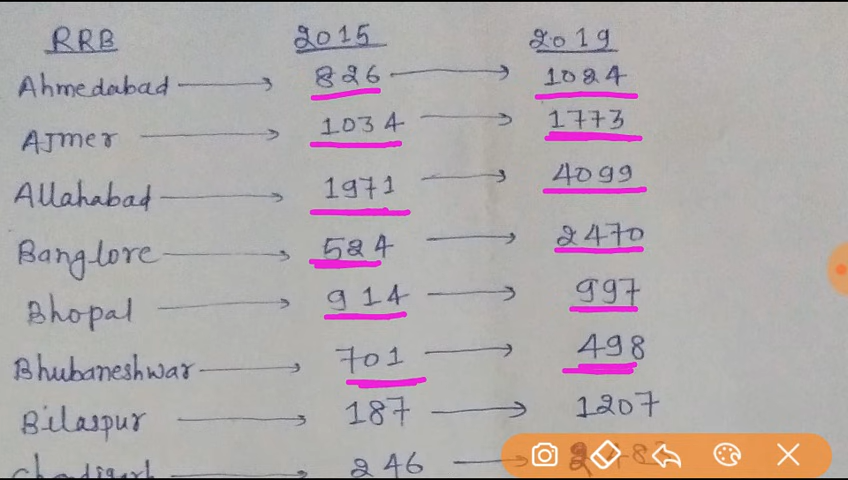 RRB 2015 2019
Ahmedabad → 826 → 1024
AJmer → 1034 → 1773
Allahabad → 1971 → 4099
Banglore → 524 → 2470
Bhopal → 914 → 997
Bhubaneshwar → 701 → 498
Bilaspur → 187 → 1207
Chandigarh → 246 →